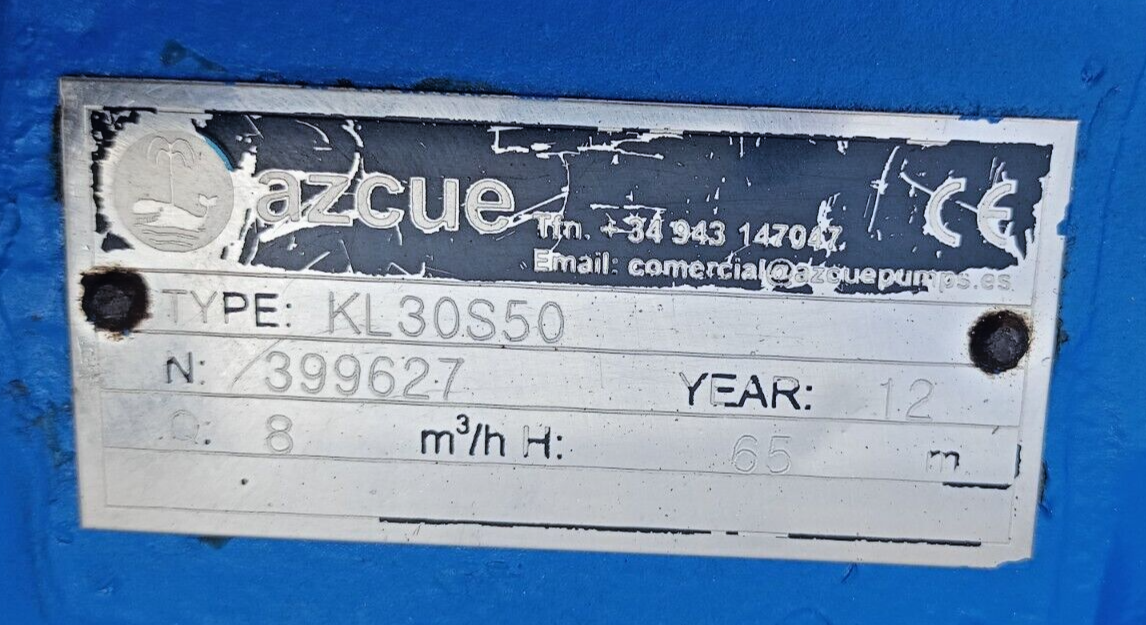 azcue
CE
Tfn. +34 943 147047
Email: comercial@azcuepumps.es
TYPE: KL30S50
N: 399627 YEAR: 12
Q: 8 m³/h H: 65 m